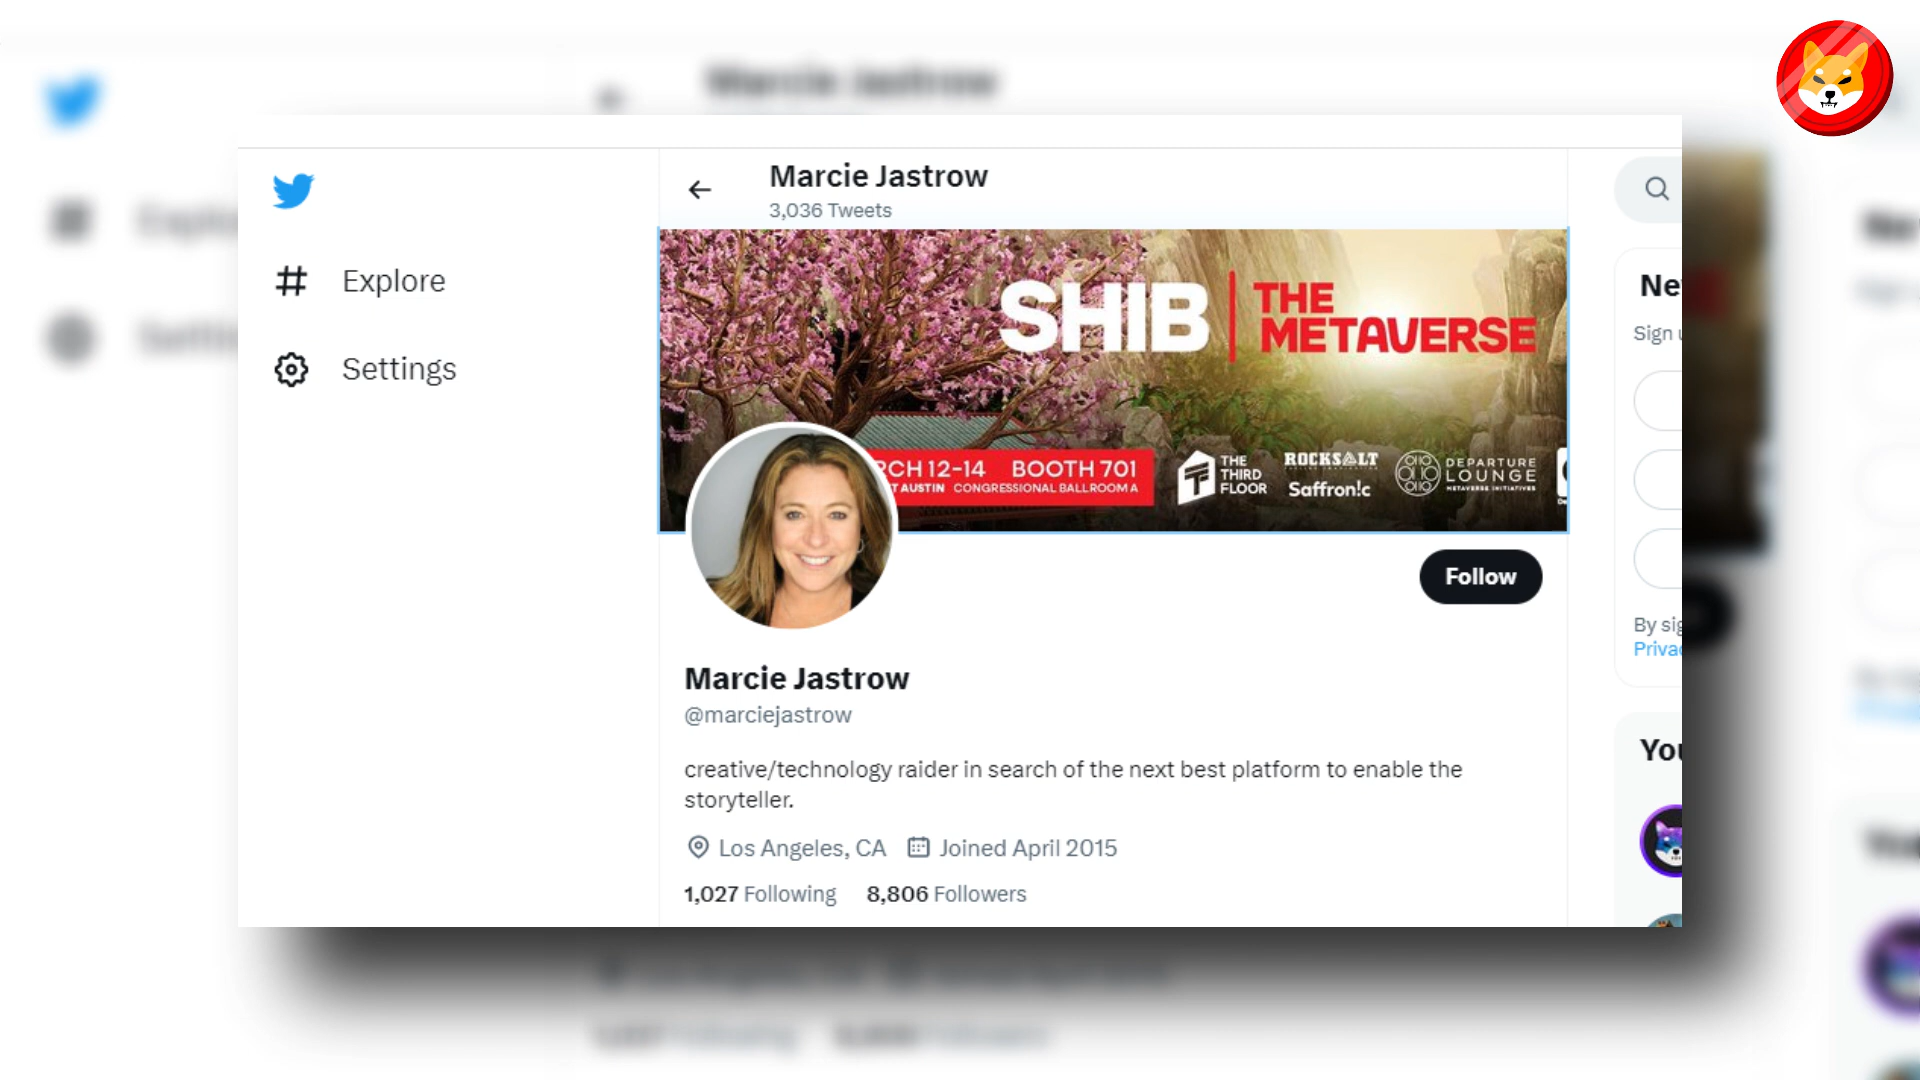 Marcie Jastrow
3,036 Tweets
Explore
Settings
SHIB
THE
METAVERSE
RCH 12-14 BOOTH 701
T AUSTIN CONGRESSIONAL BALLROOM A
THE
THIRD
FLOOR
ROCKSALT
Saffron!c
DEPARTURE
LOUNGE
METAVERSE INITIATIVES
Ne
Sign u
Follow
By sig
Privac
Marcie Jastrow
@marciejastrow
creative/technology raider in search of the next best platform to enable the
storyteller.
Los Angeles, CA Joined April 2015
1,027 Following 8,806 Followers
You